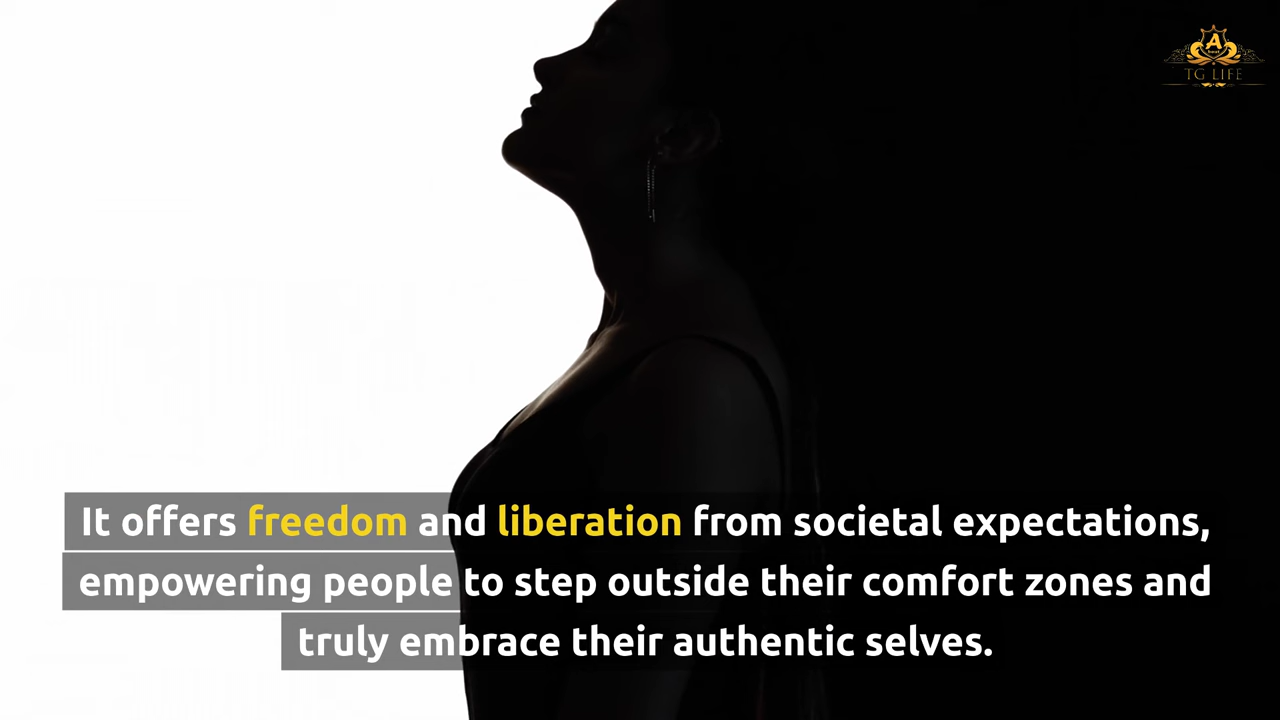 A
TG LIFE
It offers freedom and liberation from societal expectations,
empowering people to step outside their comfort zones and
truly embrace their authentic selves.